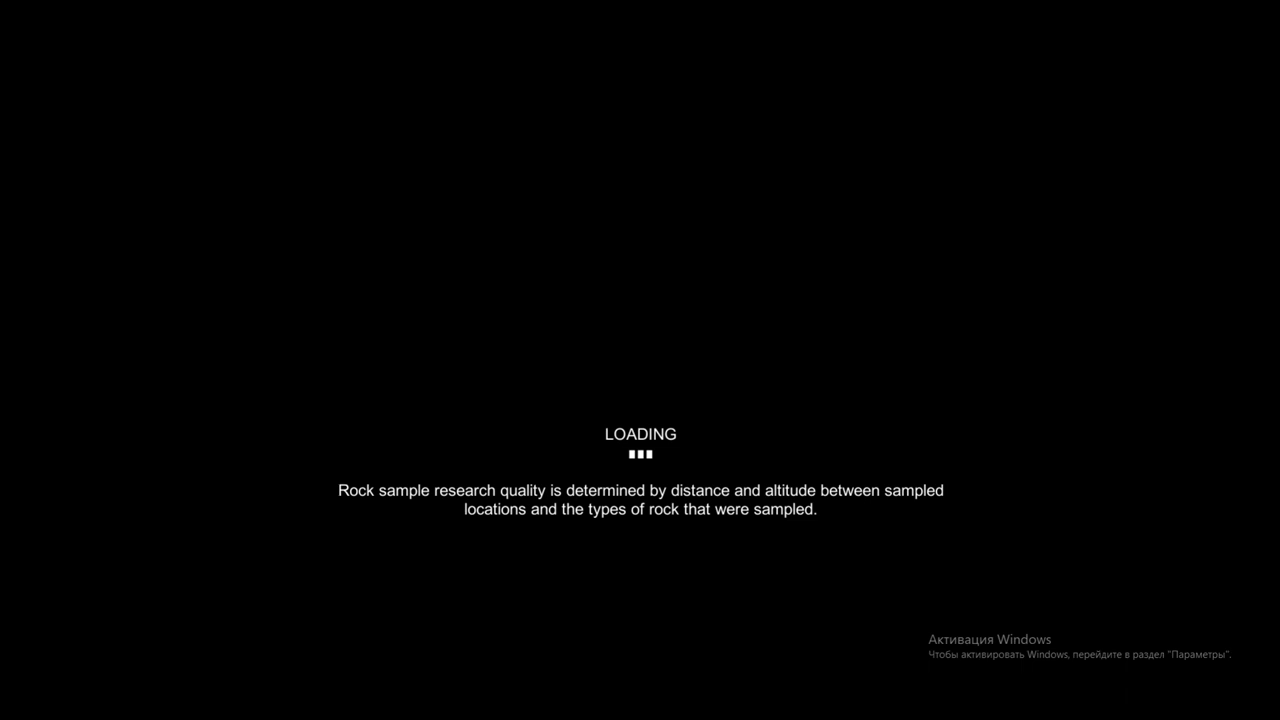 LOADING
Rock sample research quality is determined by distance and altitude between sampled
locations and the types of rock that were sampled.
Активация Windows
Чтобы активировать Windows, перейдите в раздел "Параметры".